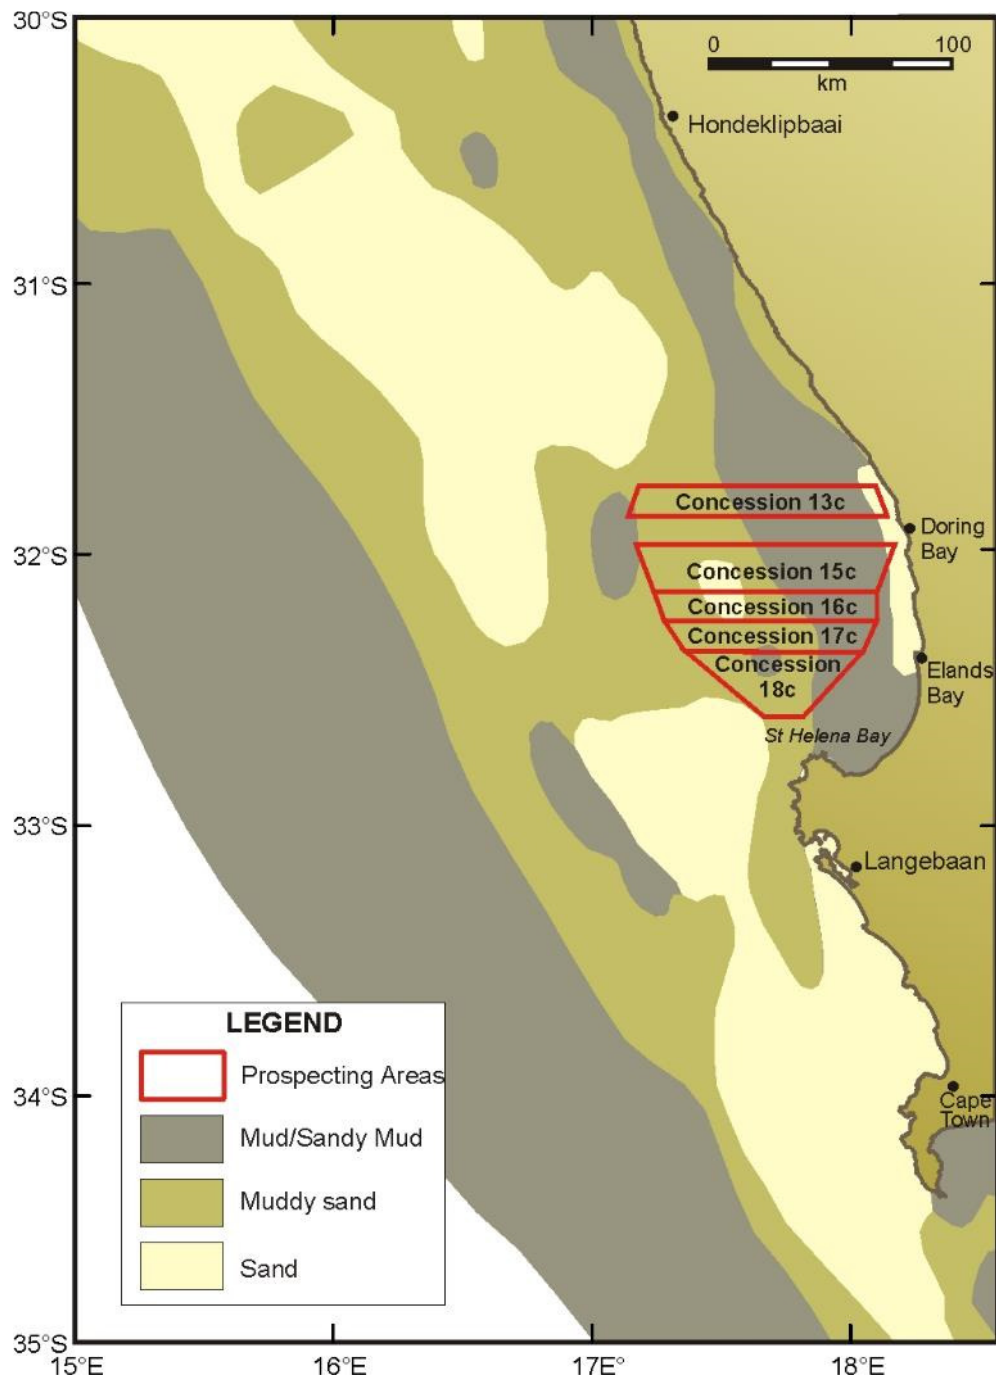 30°S
0 100
km
Hondeklipbaai
31°S
Concession 13c
Doring
Bay
32°S
Concession 15c
Concession 16c
Concession 17c
Concession
18c
Elands
Bay
St Helena Bay
33°S
Langebaan
LEGEND
Prospecting Areas
Mud/Sandy Mud
Muddy sand
Sand
34°S
Cape
Town
35°S
15°E
16°E
17E°
18°E